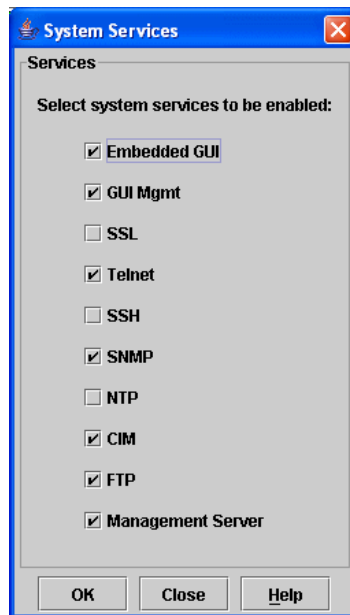 System Services
Services
Select system services to be enabled:
Embedded GUI
GUI Mgmt
SSL
Telnet
SSH
SNMP
NTP
CIM
FTP
Management Server
OK Close Help